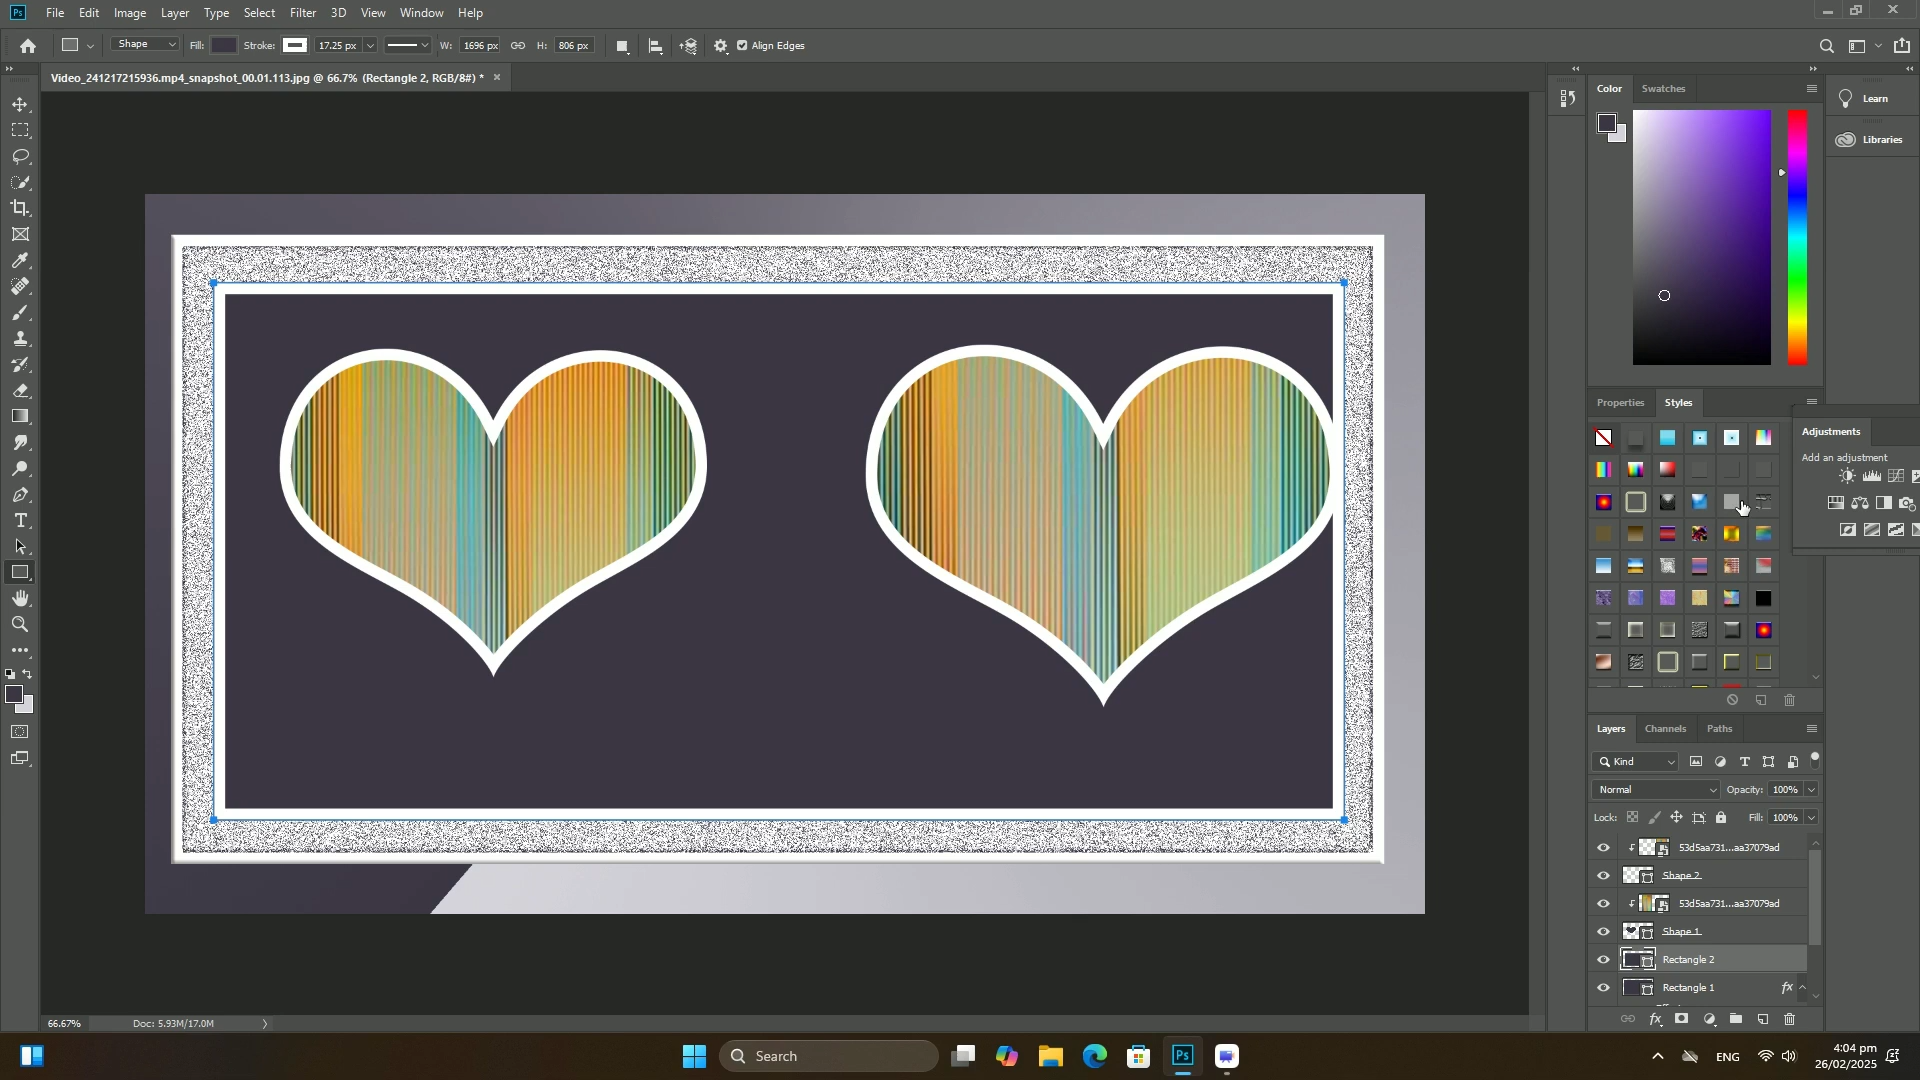 Ps File Edit Image Layer Type Select Filter 3D View Window Help
Shape Fill: Stroke: 17.25 px W: 1696 px H: 806 px Align Edges
Video_241217215936.mp4_snapshot_00.01.113.jpg @ 66.7% (Rectangle 2, RGB/8#) *
Color Swatches
Learn
Libraries
Properties Styles
Adjustments
Add an adjustment
Layers Channels Paths
Kind
Normal Opacity: 100%
Lock: Fill: 100%
53d5aa731...aa37079ad
Shape 2
53d5aa731...aa37079ad
Shape 1
Rectangle 2
Rectangle 1 fx
fx
66.67% Doc: 5.93M/17.0M
Search
Ps
ENG
4:04 pm
26/02/2025